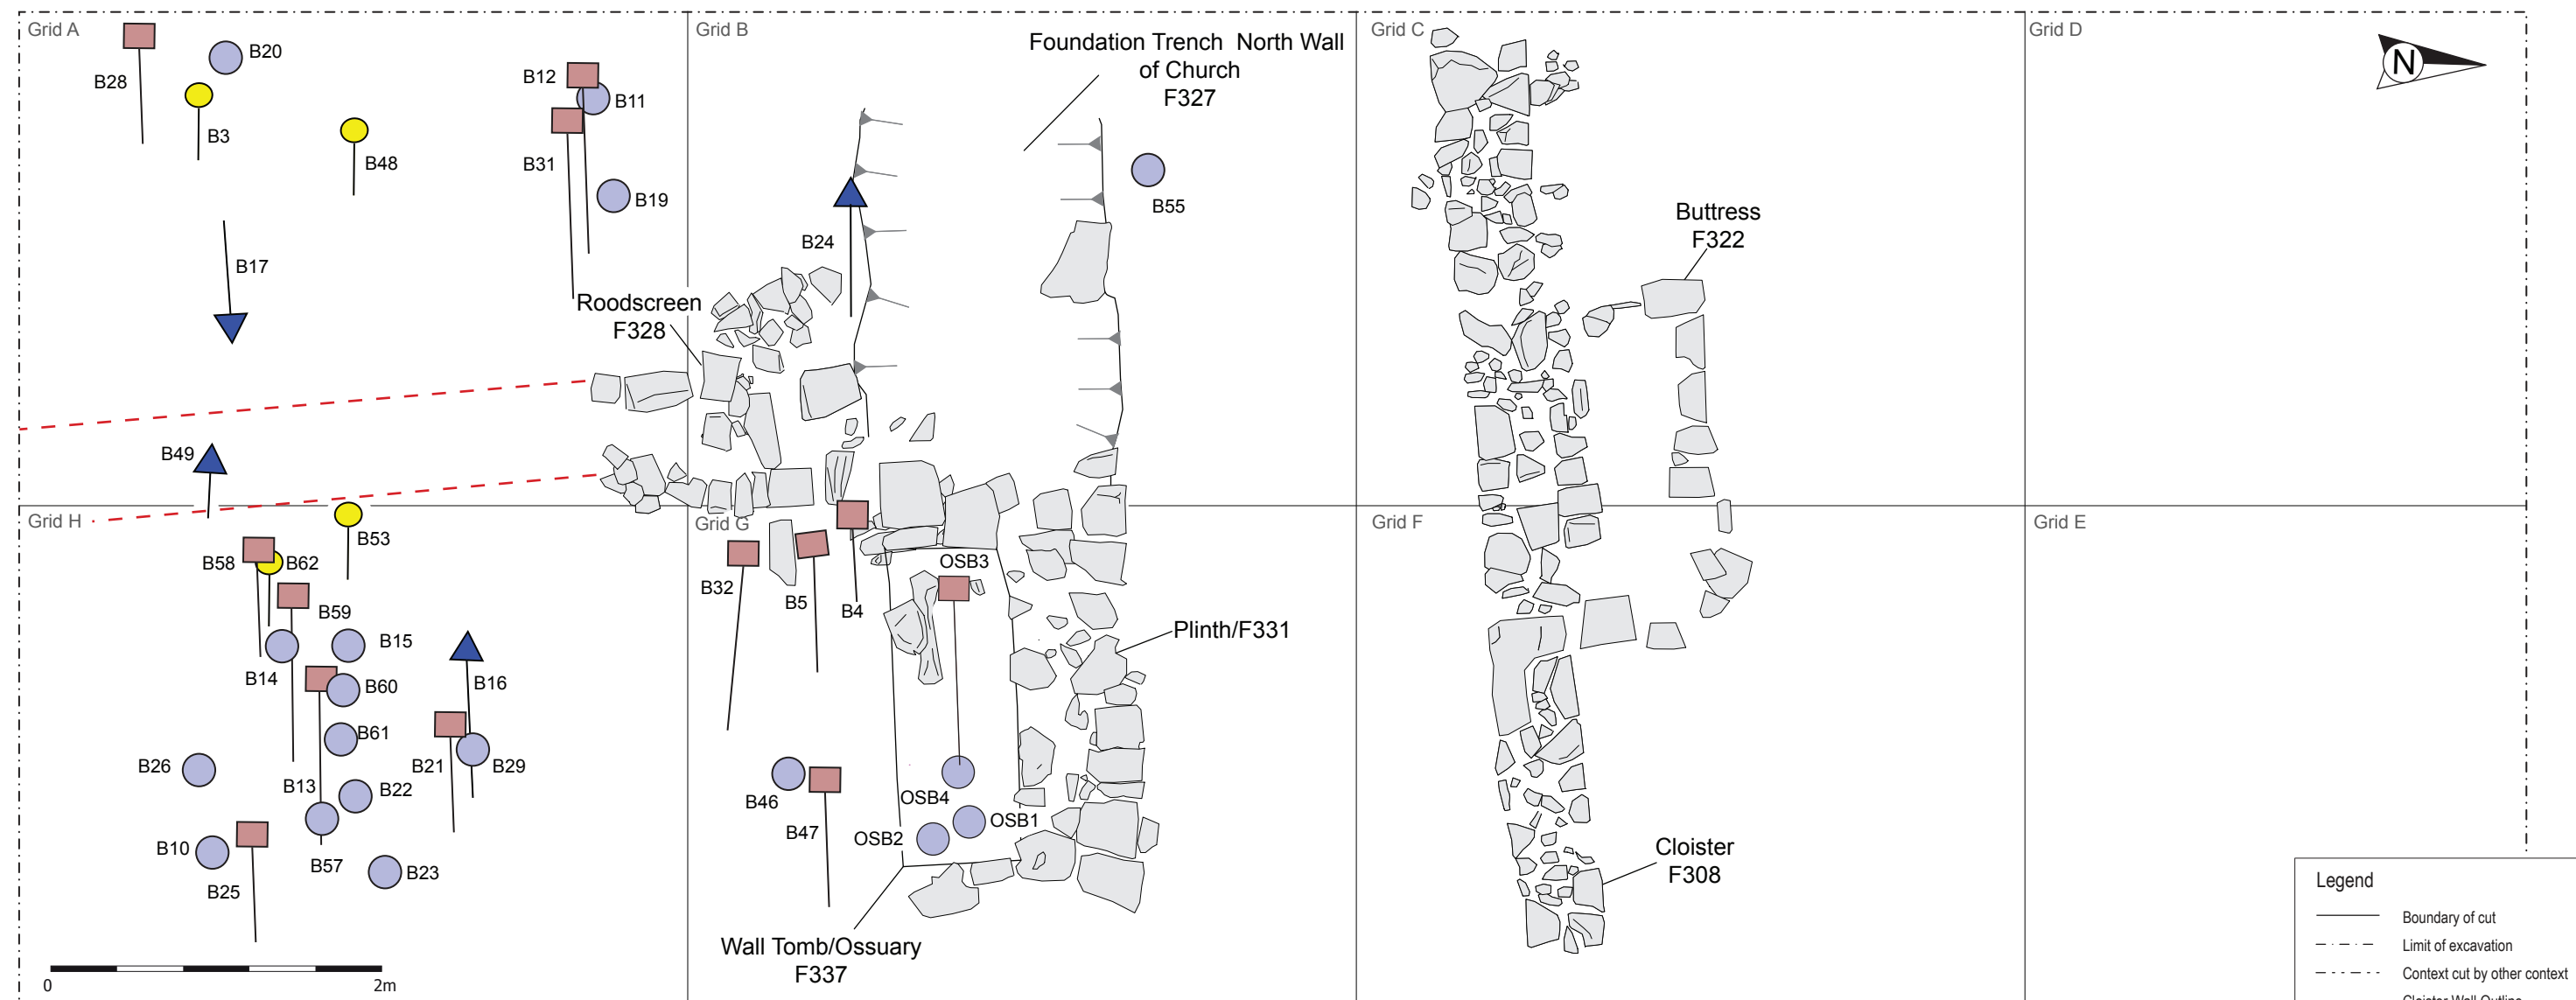 Grid A
Grid B
Grid C
Grid D
Foundation Trench North Wall
of Church
F327
N
B28
B20
B3
B48
B12
B11
B31
B19
B17
B24
B55
Buttress
F322
Roodscreen
F328
B49
Grid H
Grid G
Grid F
Grid E
B53
B58
B62
B59
B32
B5
B4
OSB3
Plinth/F331
B15
B14
B60
B16
B61
B26
B13
B22
B21
B29
B46
B47
OSB4
OSB1
OSB2
B10
B25
B57
B23
Cloister
F308
Wall Tomb/Ossuary
F337
0 2m
Legend
Boundary of cut
Limit of excavation
Context cut by other context
Cloister Wall Outline